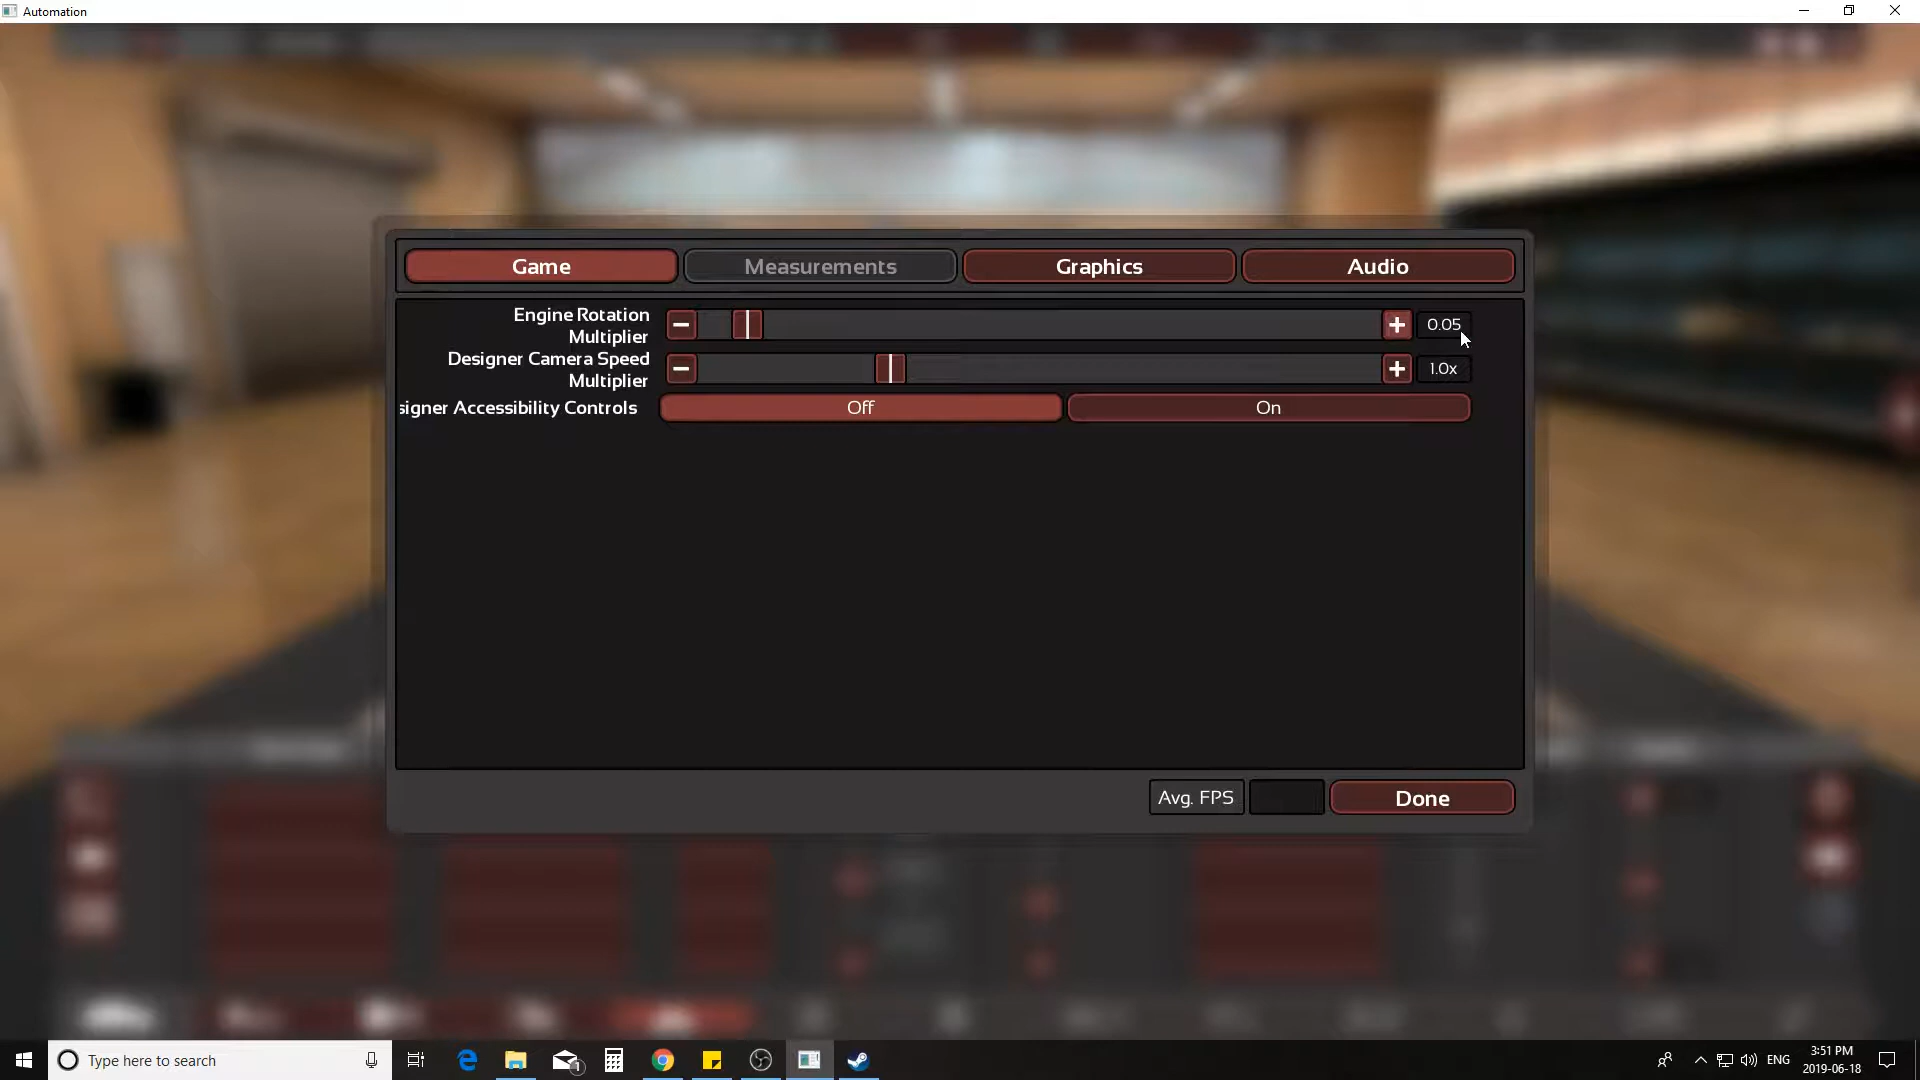 Automation
Game Measurements Graphics Audio
Engine Rotation
Multiplier
0.05
Designer Camera Speed
Multiplier
1.0x
signer Accessibility Controls Off On
Avg. FPS Done
Type here to search
1
ENG
3:51 PM
2019-06-18